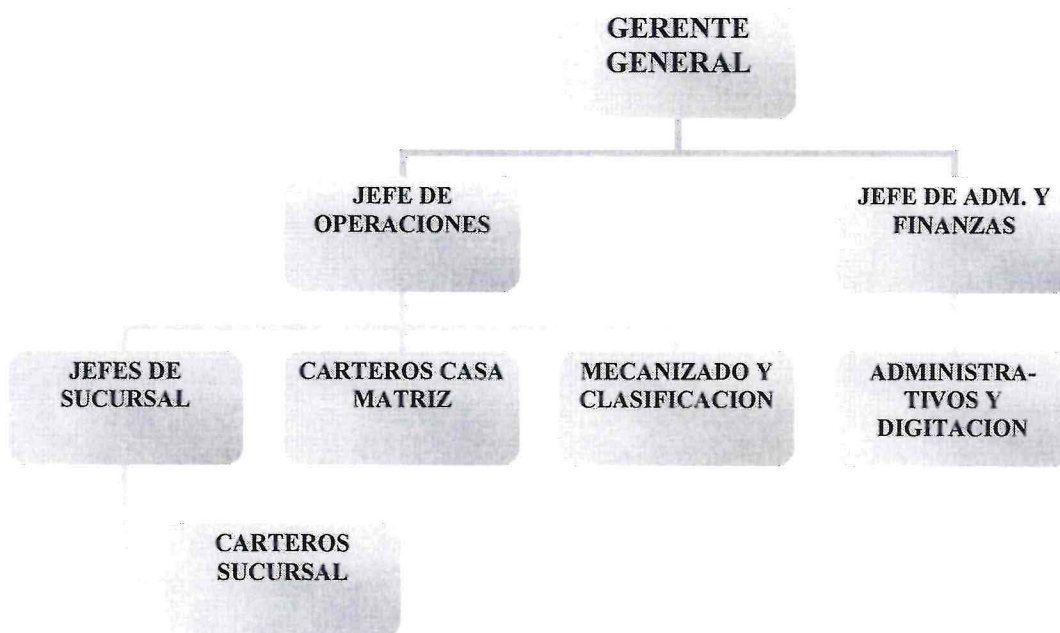 GERENTE
GENERAL
JEFE DE
OPERACIONES
JEFE DE ADM. Y
FINANZAS
JEFES DE
SUCURSAL
CARTEROS CASA
MATRIZ
MECANIZADO Y
CLASIFICACION
ADMINISTRA-
TIVOS Y
DIGITACION
CARTEROS
SUCURSAL